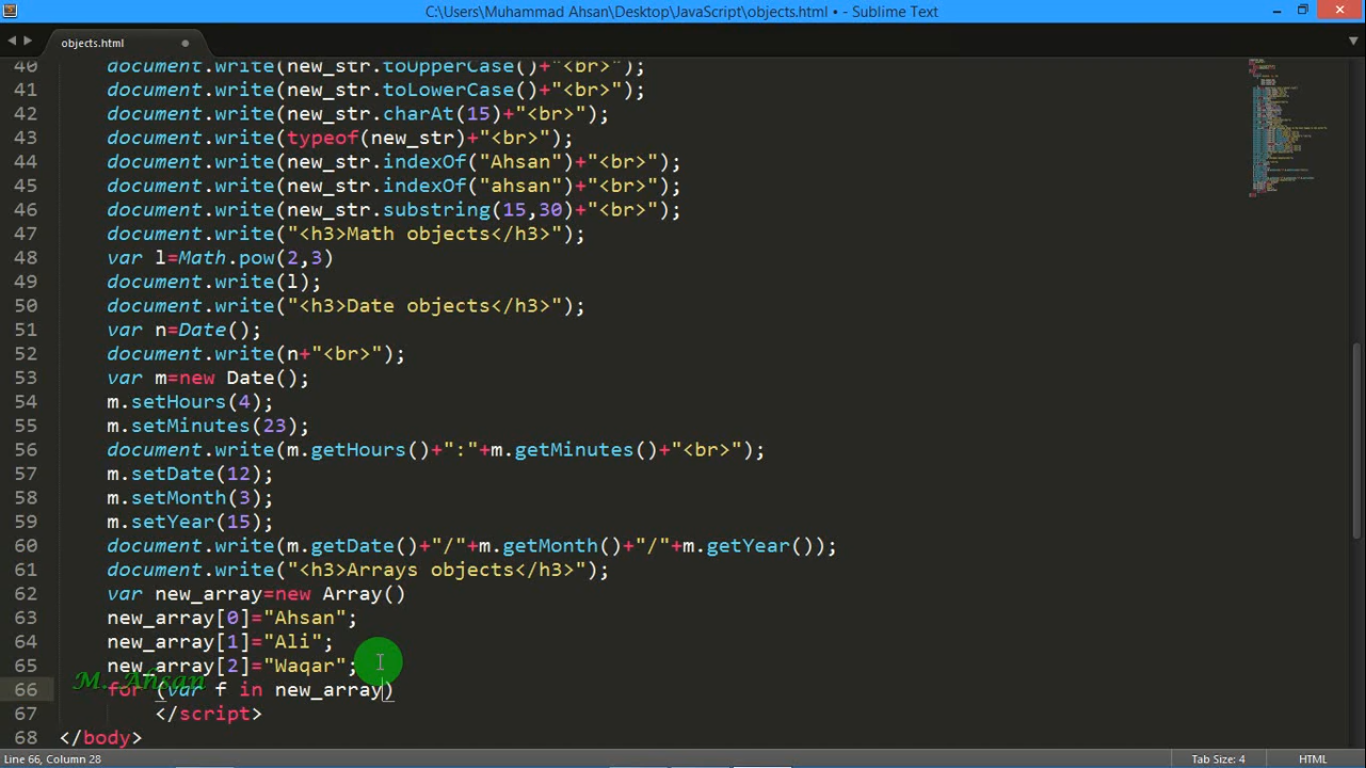 C:\Users\Muhammad Ahsan\Desktop\JavaScript\objects.html • - Sublime Text
objects.html
40 document.write(new_str.toUpperCase()+"<br>");
41 document.write(new_str.toLowerCase()+"<br>");
42 document.write(new_str.charAt(15)+"<br>");
43 document.write(typeof(new_str)+"<br>");
44 document.write(new_str.indexOf("Ahsan")+"<br>");
45 document.write(new_str.indexOf("ahsan")+"<br>");
46 document.write(new_str.substring(15,30)+"<br>");
47 document.write("<h3>Math objects</h3>");
48 var l=Math.pow(2,3)
49 document.write(l);
50 document.write("<h3>Date objects</h3>");
51 var n=Date();
52 document.write(n+"<br>");
53 var m=new Date();
54 m.setHours(4);
55 m.setMinutes(23);
56 document.write(m.getHours()+":"+m.getMinutes()+"<br>");
57 m.setDate(12);
58 m.setMonth(3);
59 m.setYear(15);
60 document.write(m.getDate()+"/"+m.getMonth()+"/"+m.getYear());
61 document.write("<h3>Arrays objects</h3>");
62 var new_array=new Array()
63 new_array[0]="Ahsan";
64 new_array[1]="Ali";
65 new_array[2]="Waqar";
M. Ahsan
66 for (var f in new_array)
67 </script>
68 </body>
Line 66, Column 28
Tab Size: 4
HTML